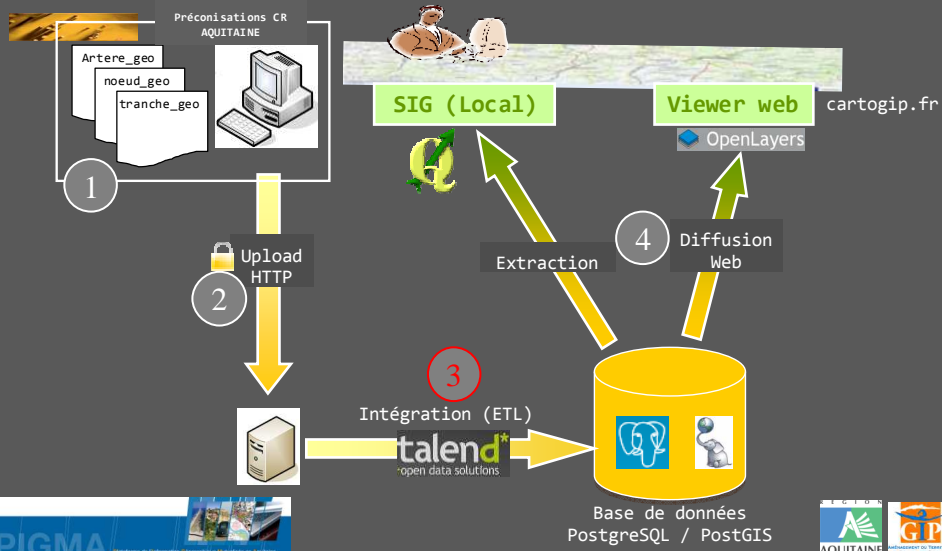 Préconisations CR
AQUITAINE
Artere_geo
noeud_geo
tranche_geo
1
SIG (Local)
Viewer web
cartogip.fr
OpenLayers
Upload
HTTP
2
Extraction
4
Diffusion
Web
3
Intégration (ETL)
talend*
open data solutions
Base de données
PostgreSQL / PostGIS
PIGMA
REGION
AQUITAINE
GIP